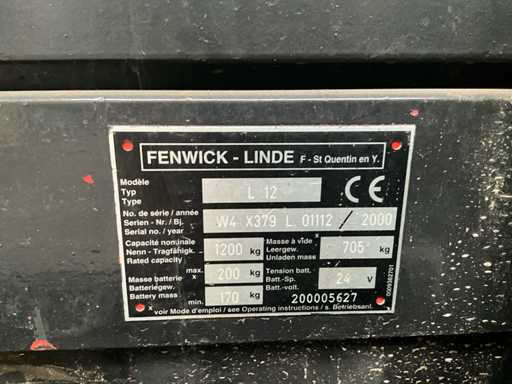 FENWICK - LINDE F - St Quentin en Y.
Modèle
Typ
Type
L 12
CE
No. de série / année
Serien - Nr. / Bj.
Serial no. / year
W4 X379 L 01112 / 2000
Capacité nominale
Nenn - Tragfähigk.
Rated capacity
1200 kg
Masse à vide x
Leergew.
Unladen mass
705 kg
Masse batterie x
Batteriegew.
Battery mass
max. 200 kg
min. 170 kg
Tension batt.
Batt.-Sp.
Batt.-volt.
24 V
200005627
x voir Mode d'emploi / see Operating instructions / s. Betriebsanl.